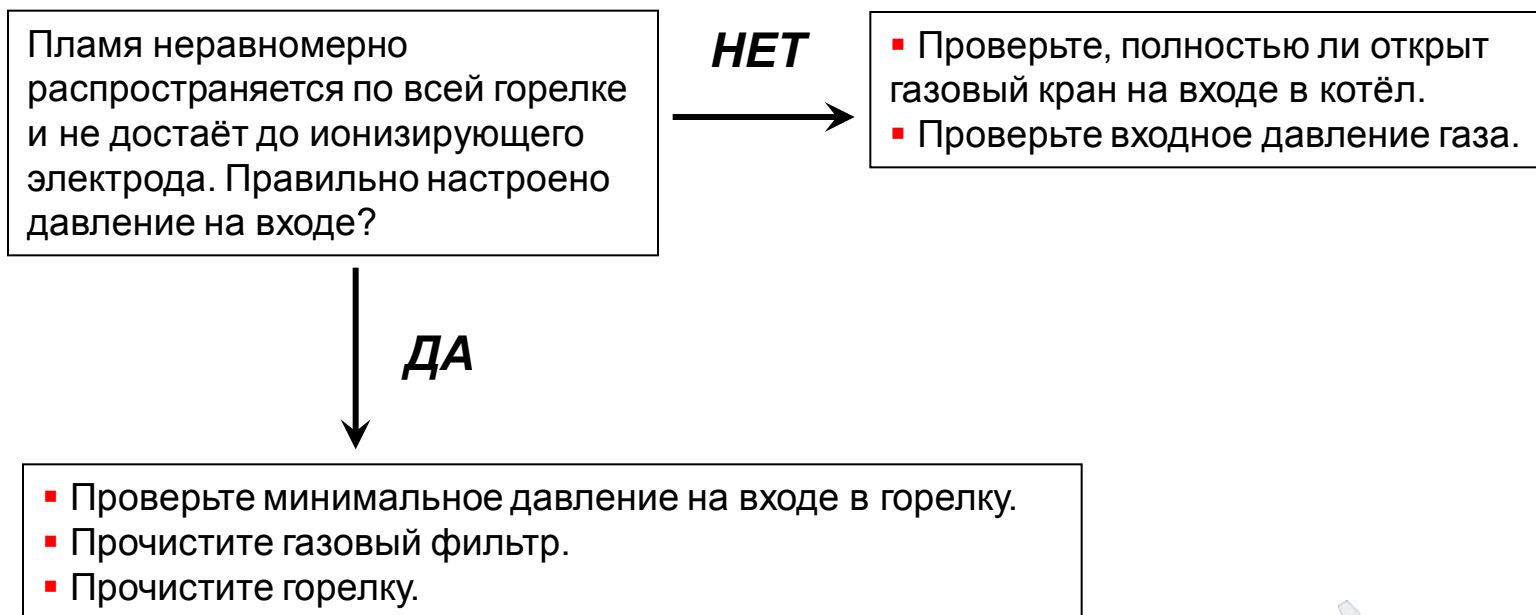 Пламя неравномерно
распространяется по всей горелке
и не достаёт до ионизирующего
электрода. Правильно настроено
давление на входе?
НЕТ
▪ Проверьте, полностью ли открыт
газовый кран на входе в котёл.
▪ Проверьте входное давление газа.
ДА
▪ Проверьте минимальное давление на входе в горелку.
▪ Прочистите газовый фильтр.
▪ Прочистите горелку.